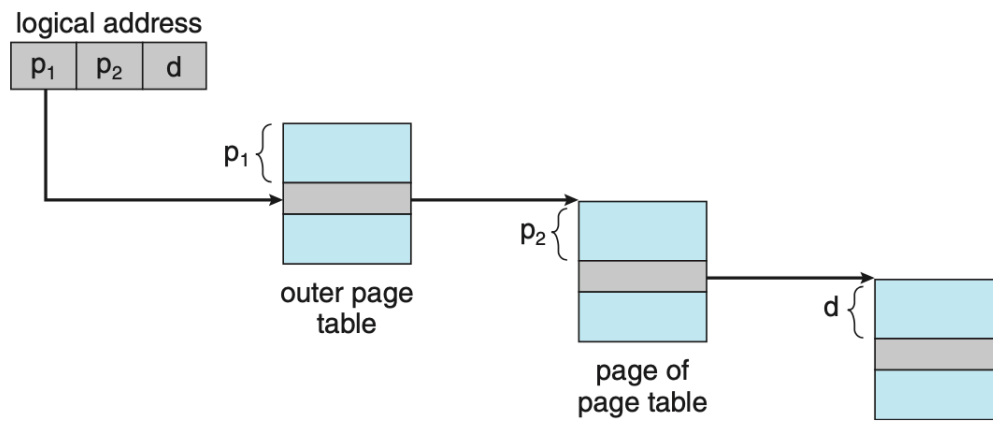 logical address
p₁ p₂ d
p₁
outer page
table
p₂
page of
page table
d